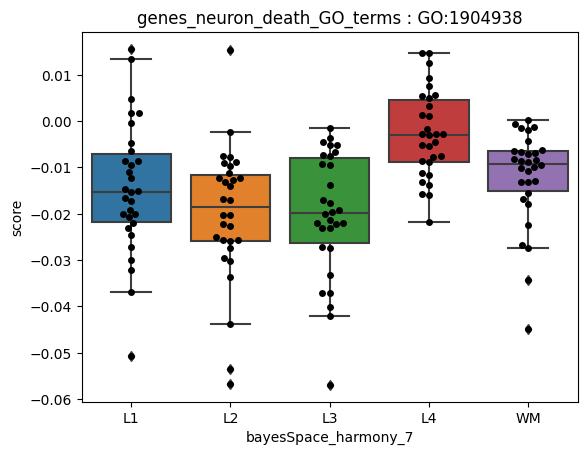 genes_neuron_death_GO_terms : GO:1904938
score
0.01
0.00
−0.01
−0.02
−0.03
−0.04
−0.05
−0.06
L1 L2 L3 L4 WM
bayesSpace_harmony_7